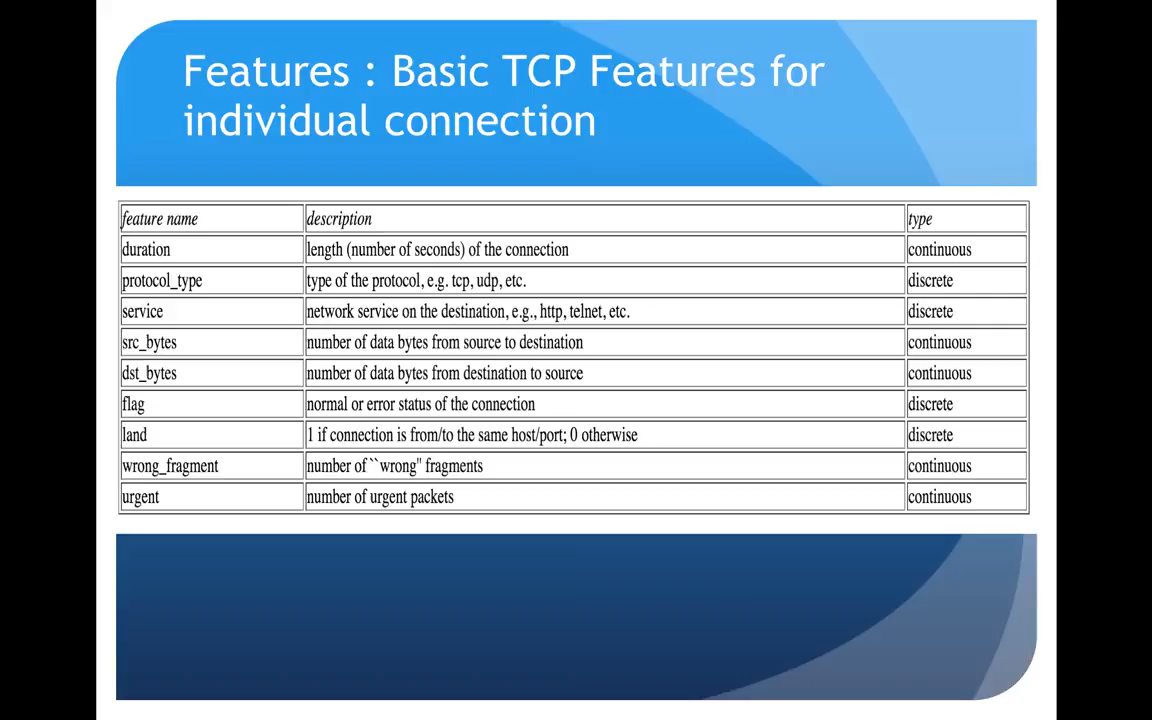 Features : Basic TCP Features for
individual connection
feature name description type
duration length (number of seconds) of the connection continuous
protocol_type type of the protocol, e.g. tcp, udp, etc. discrete
service network service on the destination, e.g., http, telnet, etc. discrete
src_bytes number of data bytes from source to destination continuous
dst_bytes number of data bytes from destination to source continuous
flag normal or error status of the connection discrete
land 1 if connection is from/to the same host/port; 0 otherwise discrete
wrong_fragment number of ``wrong'' fragments continuous
urgent number of urgent packets continuous